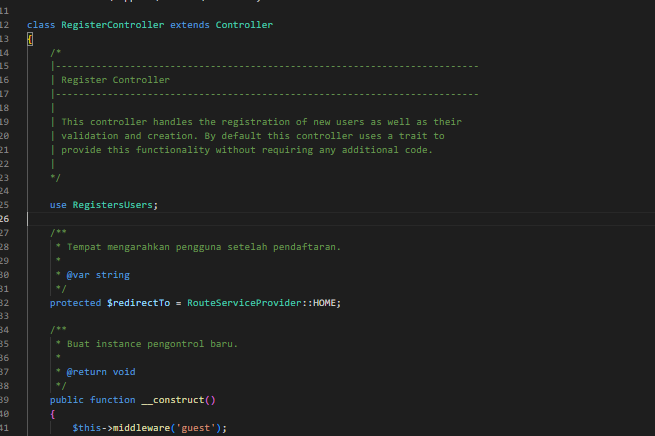 11
12 class RegisterController extends Controller
13 {
14 /*
15 |--------------------------------------------------------------------------
16 | Register Controller
17 |--------------------------------------------------------------------------
18 |
19 | This controller handles the registration of new users as well as their
20 | validation and creation. By default this controller uses a trait to
21 | provide this functionality without requiring any additional code.
22 |
23 */
24
25 use RegistersUsers;
26
27 /**
28 * Tempat mengarahkan pengguna setelah pendaftaran.
29 *
30 * @var string
31 */
32 protected $redirectTo = RouteServiceProvider::HOME;
33
34 /**
35 * Buat instance pengontrol baru.
36 *
37 * @return void
38 */
39 public function __construct()
40 {
41 $this->middleware('guest');